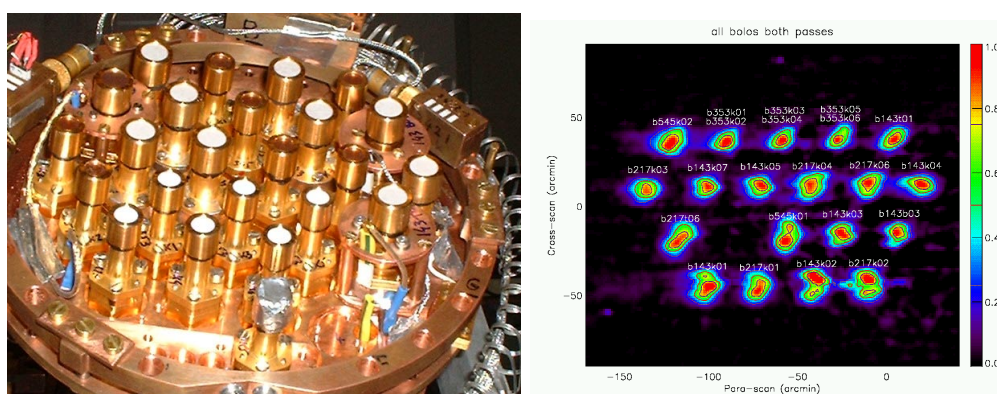 all bolos both passes
b353k01
b353k03
b353k05
b545k02
b353k02
b353k04
b353k06
b143t01
b217k03
b143k07
b143k05
b217k04
b217k06
b143k04
b217t06
b545k01
b143k03
b143b03
b143k01
b217k01
b143k02
b217k02
50
0
-50
-150
-100
-50
0
Cross-scan (arcmin)
Para-scan (arcmin)
1.0
0.8
0.6
0.4
0.2
0.0